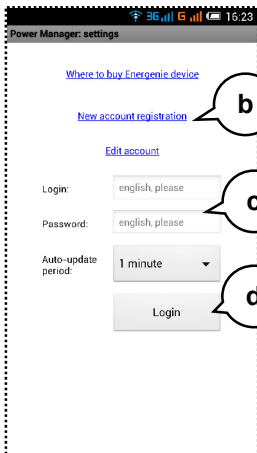 3G G 16:23
Power Manager: settings
Where to buy Energenie device
b
New account registration
Edit account
Login: english, please
c
Password: english, please
Auto-update
period:
1 minute
d
Login